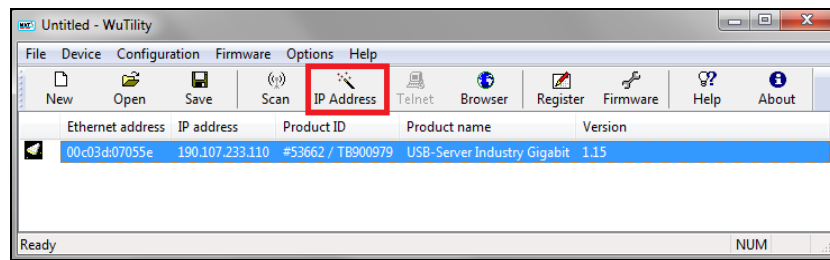 Untitled - WuTility
File Device Configuration Firmware Options Help
New Open Save Scan IP Address Telnet Browser Register Firmware Help About
Ethernet address IP address Product ID Product name Version
00c03d:07055e 190.107.233.110 #53662 / TB900979 USB-Server Industry Gigabit 1.15
Ready NUM